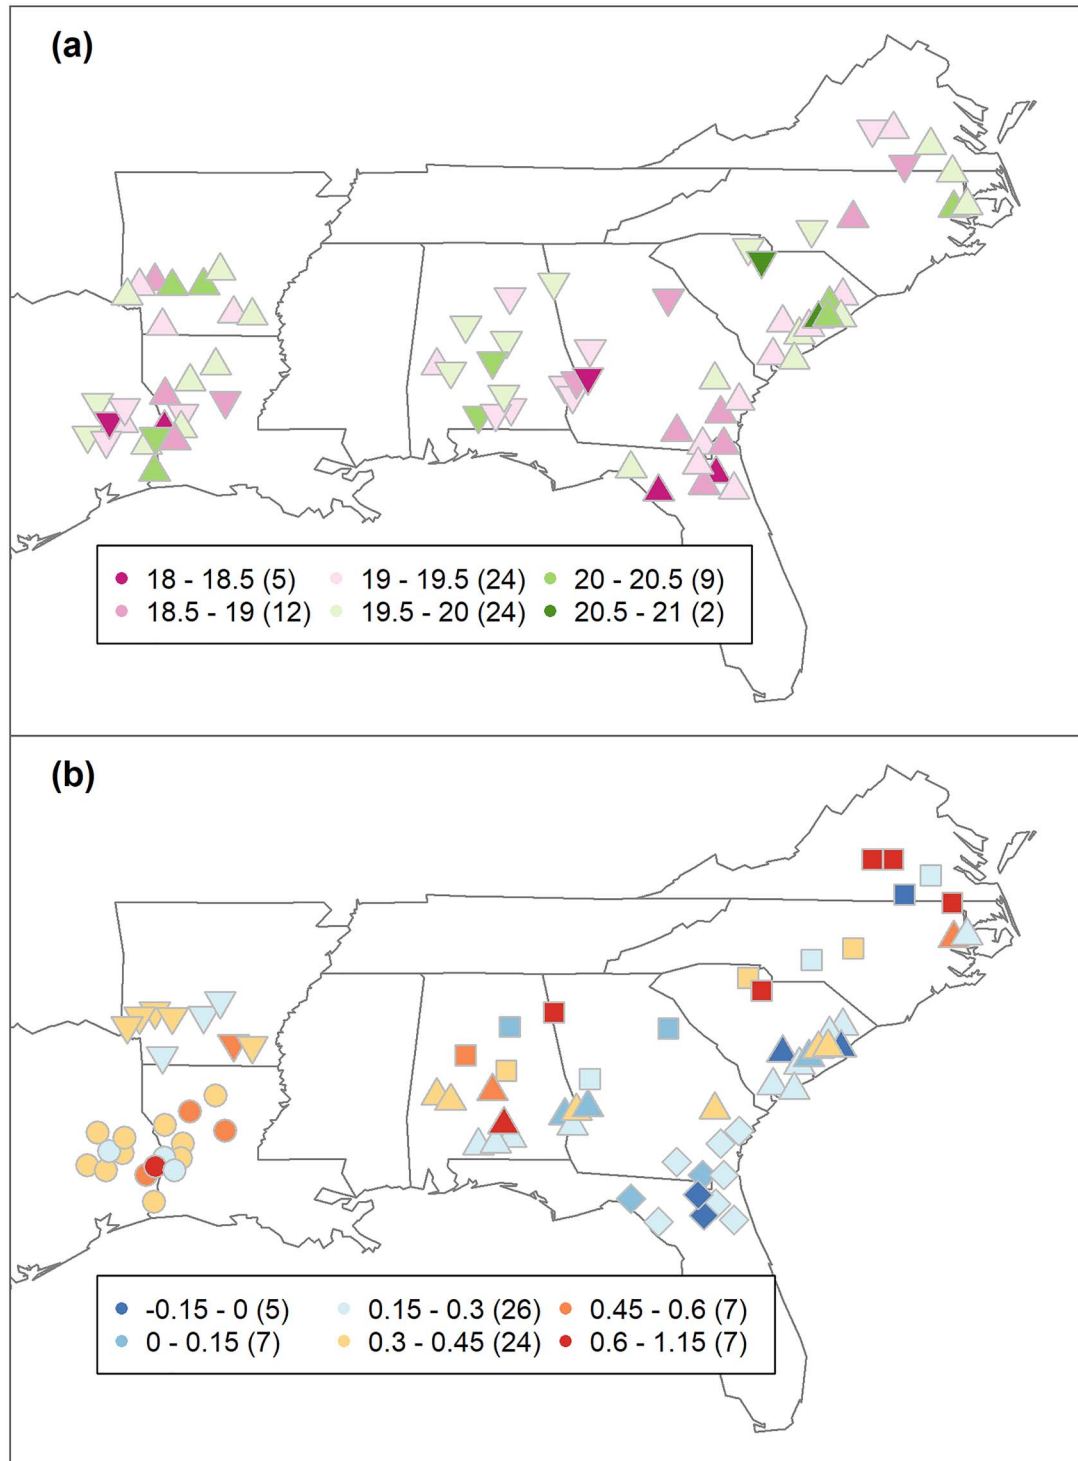 (a)
18 - 18.5 (5) 19 - 19.5 (24) 20 - 20.5 (9)
18.5 - 19 (12) 19.5 - 20 (24) 20.5 - 21 (2)
(b)
-0.15 - 0 (5) 0.15 - 0.3 (26) 0.45 - 0.6 (7)
0 - 0.15 (7) 0.3 - 0.45 (24) 0.6 - 1.15 (7)